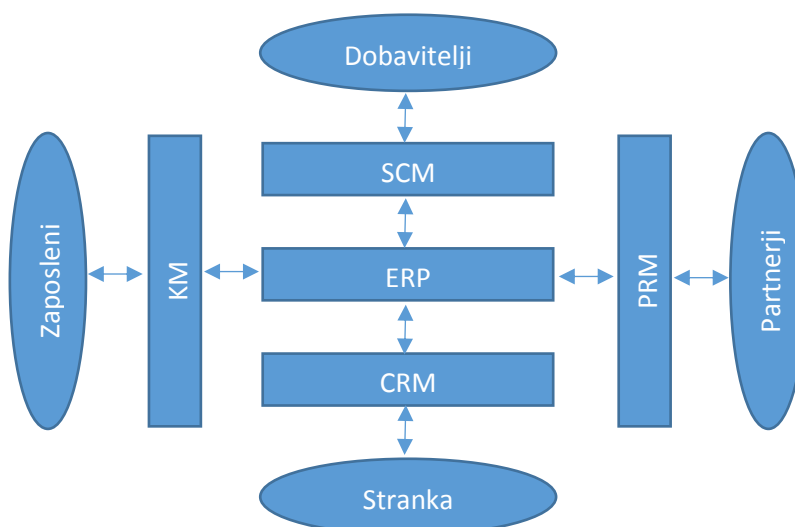 Dobavitelji
SCM
Zaposleni
KM
ERP
PRM
Partnerji
CRM
Stranka